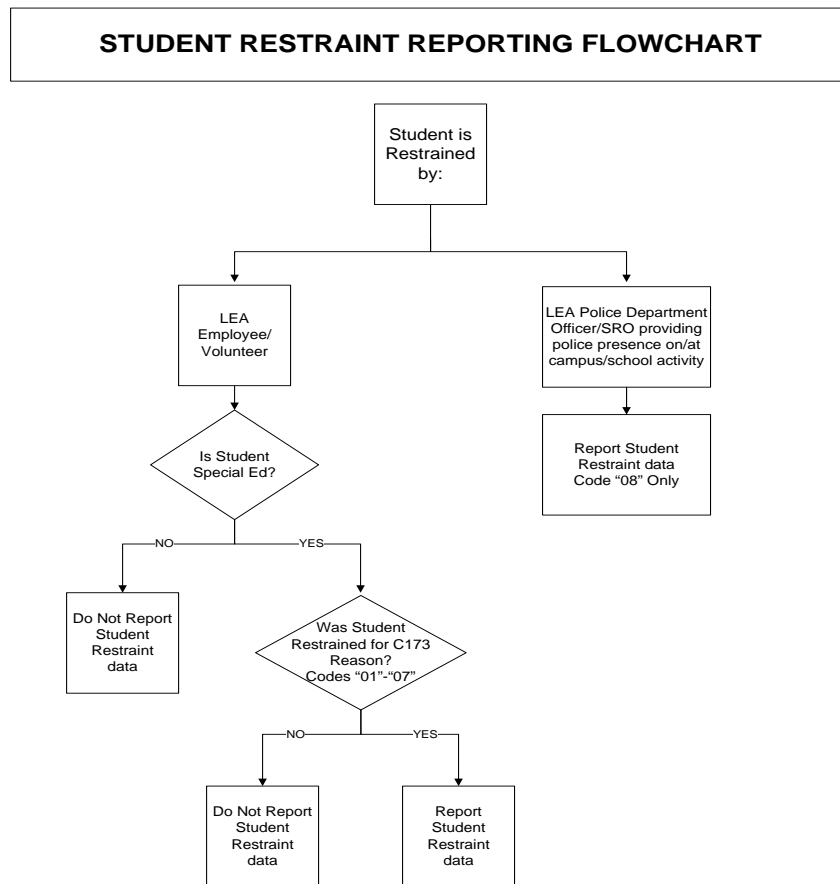 STUDENT RESTRAINT REPORTING FLOWCHART
Student is
Restrained
by:
LEA
Employee/
Volunteer
LEA Police Department
Officer/SRO providing
police presence on/at
campus/school activity
Is Student
Special Ed?
Report Student
Restraint data
Code “08” Only
NO
YES
Do Not Report
Student
Restraint
data
Was Student
Restrained for C173
Reason?
Codes “01”-“07”
NO
YES
Do Not Report
Student
Restraint
data
Report
Student
Restraint
data